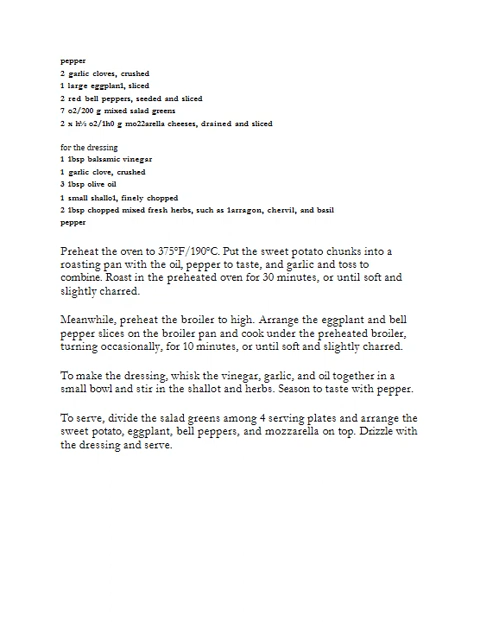 pepper
2 garlic cloves, crushed
1 large eggplan1, sliced
2 red bell peppers, seeded and sliced
7 o2/200 g mixed salad greens
2 x h½ o2/1h0 g mo22arella cheeses, drained and sliced
for the dressing
1 1bsp balsamic vinegar
1 garlic clove, crushed
3 1bsp olive oil
1 small shallo1, finely chopped
2 1bsp chopped mixed fresh herbs, such as 1arragon, chervil, and basil
pepper
Preheat the oven to 375°F/190°C. Put the sweet potato chunks into a
roasting pan with the oil, pepper to taste, and garlic and toss to
combine. Roast in the preheated oven for 30 minutes, or until soft and
slightly charred.
Meanwhile, preheat the broiler to high. Arrange the eggplant and bell
pepper slices on the broiler pan and cook under the preheated broiler,
turning occasionally, for 10 minutes, or until soft and slightly charred.
To make the dressing, whisk the vinegar, garlic, and oil together in a
small bowl and stir in the shallot and herbs. Season to taste with pepper.
To serve, divide the salad greens among 4 serving plates and arrange the
sweet potato, eggplant, bell peppers, and mozzarella on top. Drizzle with
the dressing and serve.